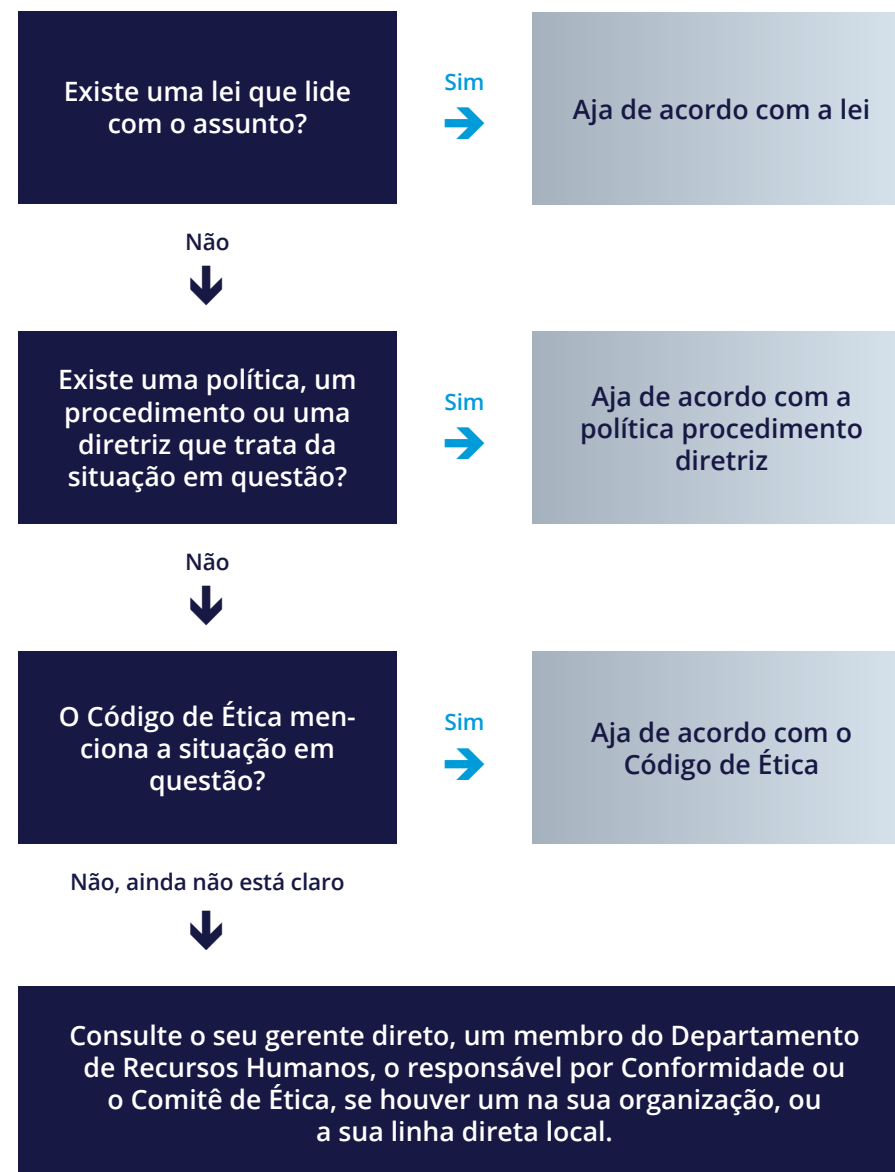 Existe uma lei que lide
com o assunto?
Sim
Aja de acordo com a lei
Não
Existe uma política, um
procedimento ou uma
diretriz que trata da
situação em questão?
Sim
Aja de acordo com a
política procedimento
diretriz
Não
O Código de Ética men-
ciona a situação em
questão?
Sim
Aja de acordo com o
Código de Ética
Não, ainda não está claro
Consulte o seu gerente direto, um membro do Departamento
de Recursos Humanos, o responsável por Conformidade ou
o Comitê de Ética, se houver um na sua organização, ou
a sua linha direta local.